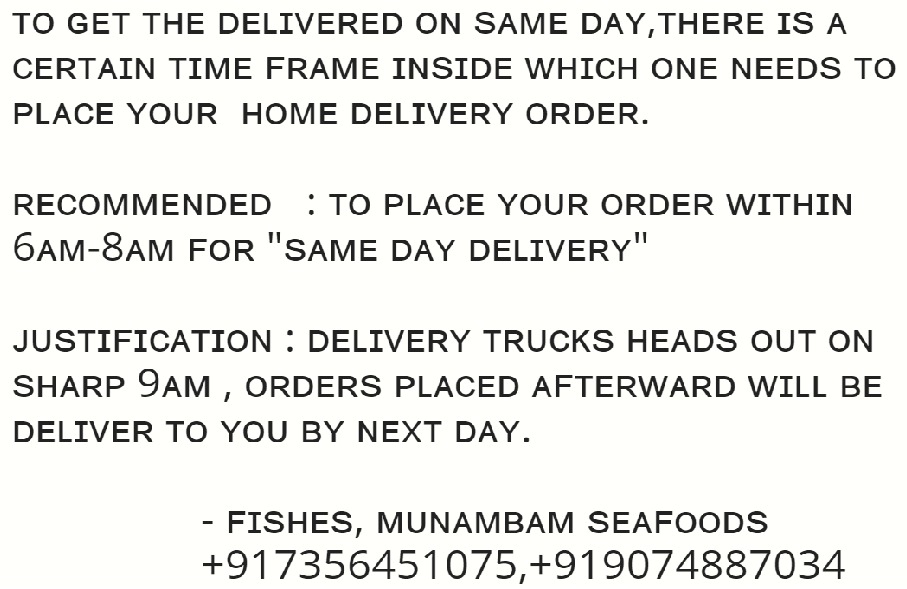 TO GET THE DELIVERED ON SAME DAY,THERE IS A
CERTAIN TIME FRAME INSIDE WHICH ONE NEEDS TO
PLACE YOUR  HOME DELIVERY ORDER.
RECOMMENDED   : TO PLACE YOUR ORDER WITHIN
6AM-8AM FOR "SAME DAY DELIVERY"
JUSTIFICATION : DELIVERY TRUCKS HEADS OUT ON
SHARP 9AM , ORDERS PLACED AFTERWARD WILL BE
DELIVER TO YOU BY NEXT DAY.
- FISHES, MUNAMBAM SEAFOODS
+917356451075,+919074887034